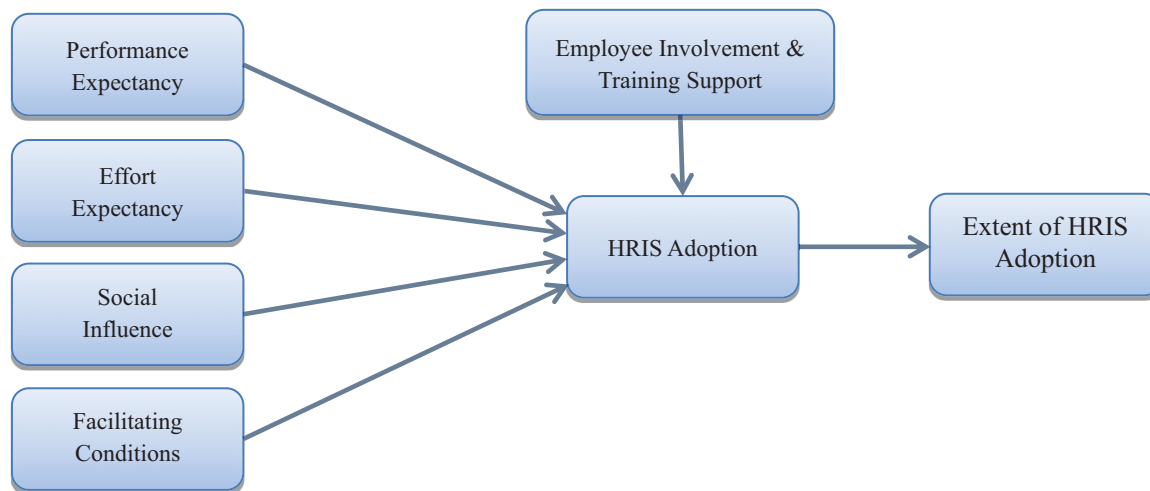 Performance
Expectancy
Employee Involvement &
Training Support
Effort
Expectancy
HRIS Adoption
Extent of HRIS
Adoption
Social
Influence
Facilitating
Conditions